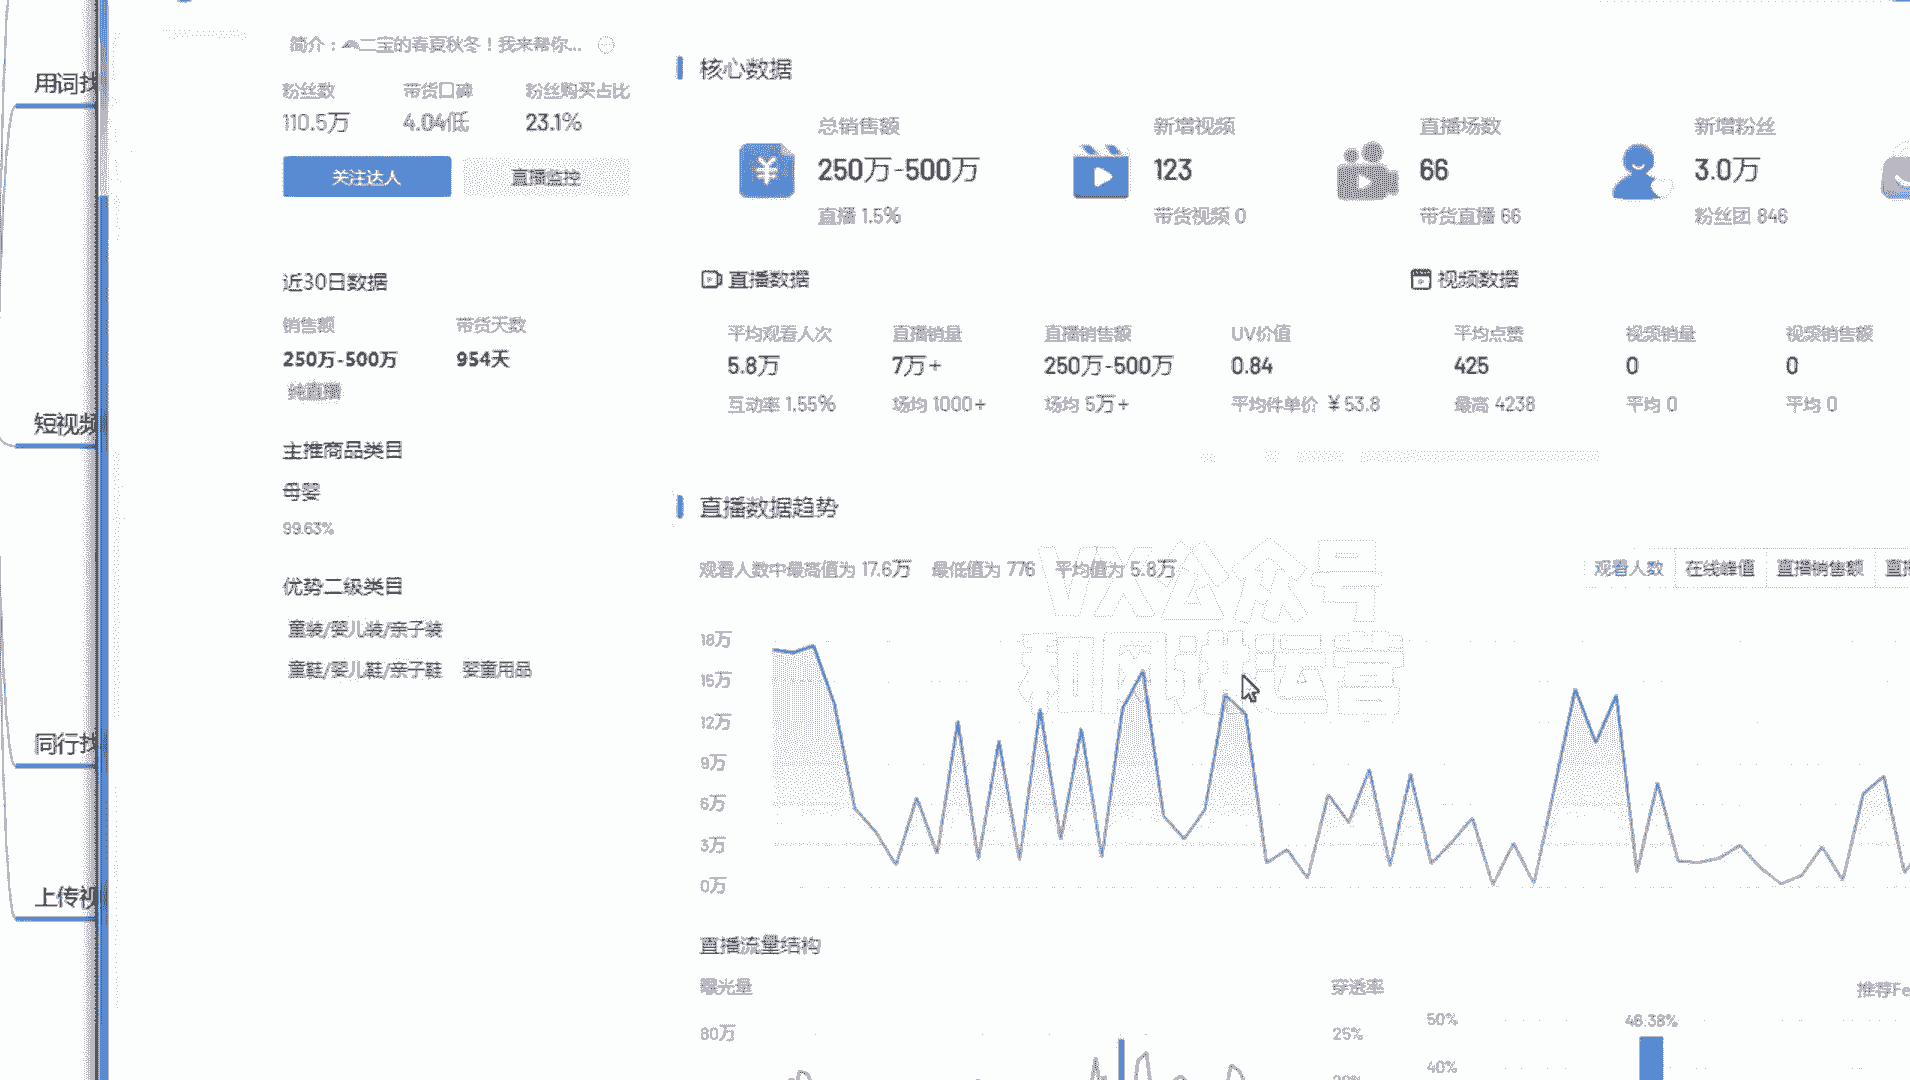 用词找
短视频
同行找
上传视
简介：二宝的春夏秋冬！我来帮你...
粉丝数 带货口碑 粉丝购买占比
110.5万 4.04低 23.1%
关注达人 直播监控
近30日数据
销售额 带货天数
250万-500万 954天
纯直播
主推商品类目
母婴
99.63%
优势二级类目
童装/婴儿装/亲子装
童鞋/婴儿鞋/亲子鞋 婴童用品
核心数据
总销售额 新增视频 直播场数 新增粉丝
250万-500万 123 66 3.0万
直播 1.5% 带货视频 0 带货直播 66 粉丝团 846
直播数据 视频数据
平均观看人次 直播销量 直播销售额 UV价值 平均点赞 视频销量 视频销售额
5.8万 7万+ 250万-500万 0.84 425 0 0
互动率 1.55% 场均 1000+ 场均 5万+ 平均件单价 ¥53.8 最高 4238 平均 0 平均 0
直播数据趋势
观看人数中最高值为 17.6万 最低值为 776 平均值为 5.8万
观看人数 在线峰值 直播销售额 直播
VX公众号
和风讲运营
18万
15万
12万
9万
6万
3万
0万
直播流量结构
曝光量 穿透率 推荐Fe
80万 25% 50% 46.38%
20% 40%